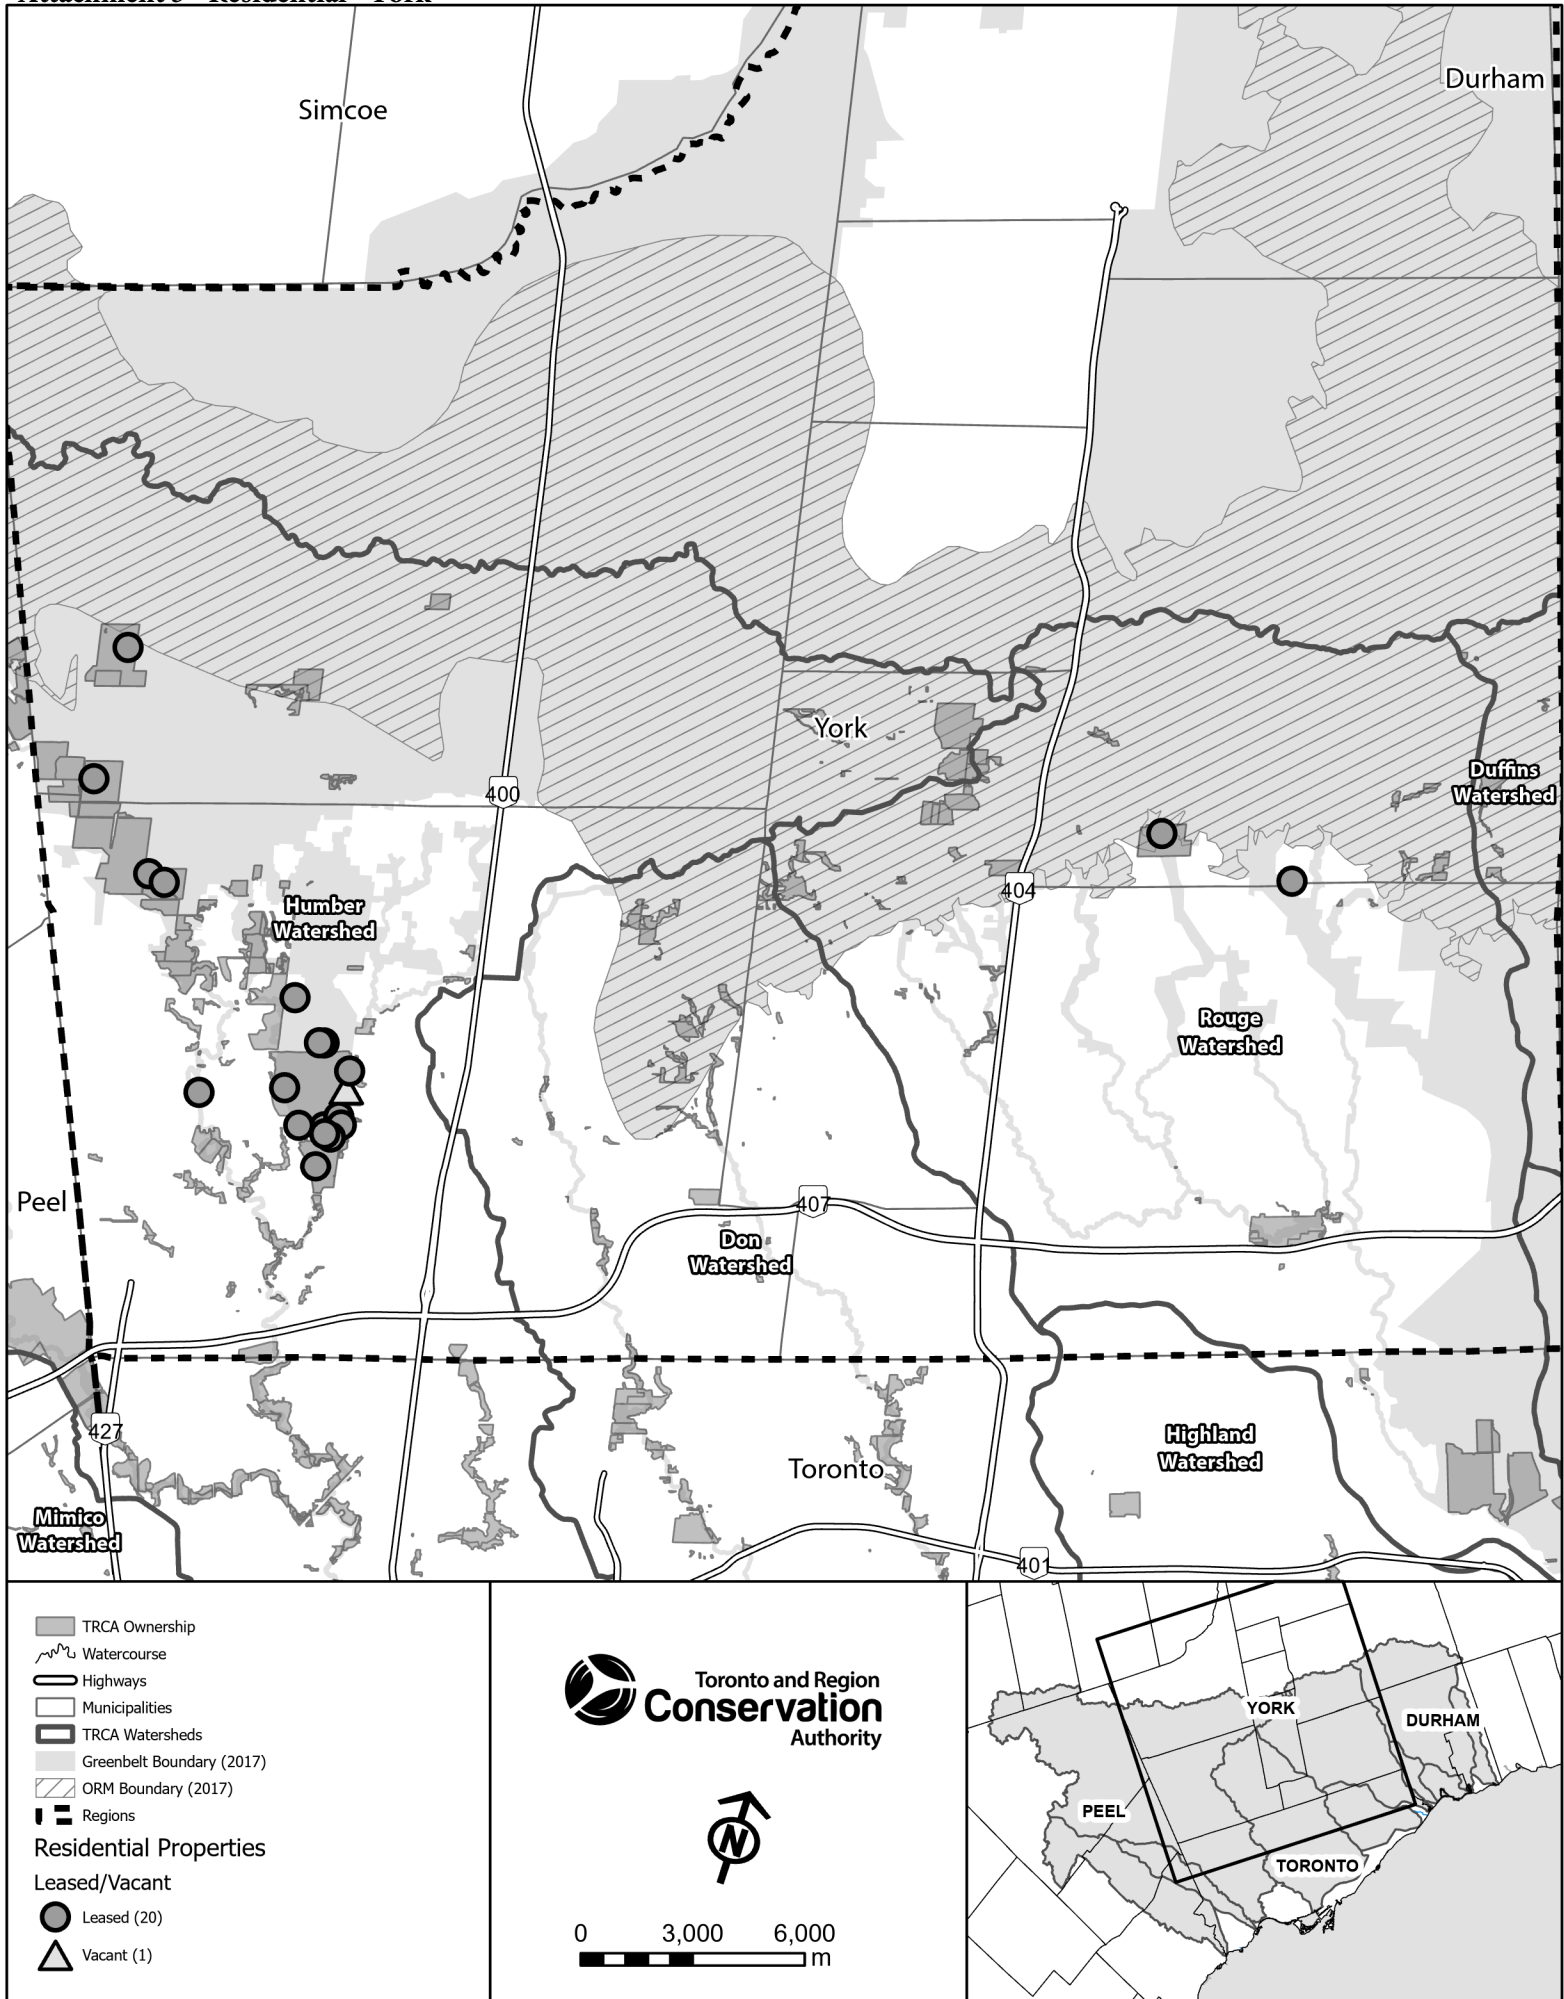 Attachment 3 - Residential - York
Simcoe
Durham
York
400
Duffins
Watershed
404
Humber
Watershed
Rouge
Watershed
Peel
407
Don
Watershed
427
Toronto
Highland
Watershed
Mimico
Watershed
401
TRCA Ownership
Watercourse
Highways
Municipalities
TRCA Watersheds
Greenbelt Boundary (2017)
ORM Boundary (2017)
Regions
Residential Properties
Leased/Vacant
Leased (20)
Vacant (1)
Toronto and Region
Conservation
Authority
N
0 3,000 6,000
m
YORK
DURHAM
PEEL
TORONTO